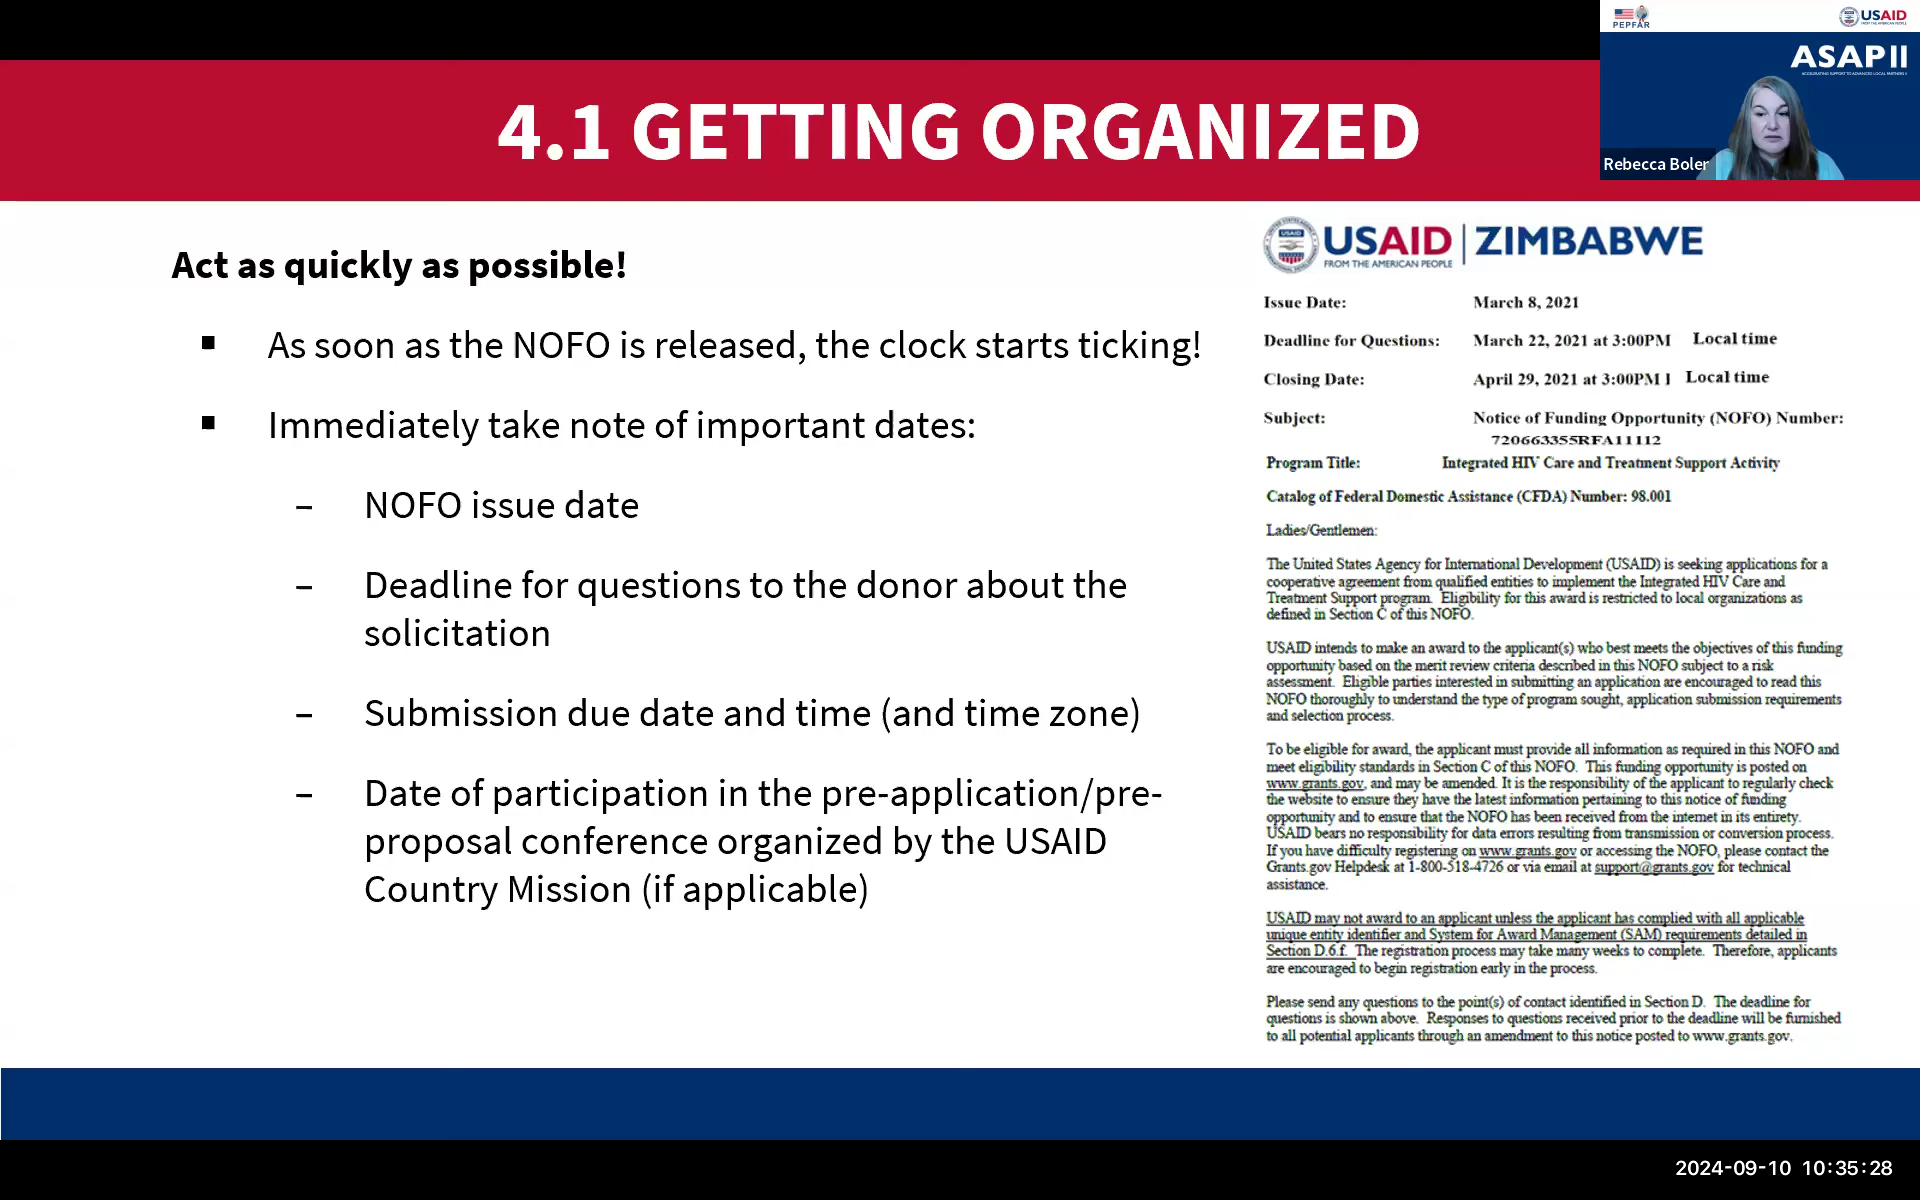 4.1 GETTING ORGANIZED
PEPFAR
USAID
FROM THE AMERICAN PEOPLE
ASAP II
ACCELERATING SUPPORT TO ADVANCED LOCAL PARTNERS II
Rebecca Boler
Act as quickly as possible!
▪ As soon as the NOFO is released, the clock starts ticking!
▪ Immediately take note of important dates:
– NOFO issue date
– Deadline for questions to the donor about the
solicitation
– Submission due date and time (and time zone)
– Date of participation in the pre-application/pre-
proposal conference organized by the USAID
Country Mission (if applicable)
USAID
USAID | ZIMBABWE
FROM THE AMERICAN PEOPLE
Issue Date: March 8, 2021
Deadline for Questions: March 22, 2021 at 3:00PM Local time
Closing Date: April 29, 2021 at 3:00PM Local time
Subject: Notice of Funding Opportunity (NOFO) Number:
720663355RFA11112
Program Title: Integrated HIV Care and Treatment Support Activity
Catalog of Federal Domestic Assistance (CFDA) Number: 98.001
Ladies/Gentlemen:
The United States Agency for International Development (USAID) is seeking applications for a
cooperative agreement from qualified entities to implement the Integrated HIV Care and
Treatment Support program. Eligibility for this award is restricted to local organizations as
defined in Section C of this NOFO.
USAID intends to make an award to the applicant(s) who best meets the objectives of this funding
opportunity based on the merit review criteria described in this NOFO subject to a risk
assessment. Eligible parties interested in submitting an application are encouraged to read this
NOFO thoroughly to understand the type of program sought, application submission requirements
and selection process.
To be eligible for award, the applicant must provide all information as required in this NOFO and
meet eligibility standards in Section C of this NOFO. This funding opportunity is posted on
www.grants.gov, and may be amended. It is the responsibility of the applicant to regularly check
the website to ensure they have the latest information pertaining to this notice of funding
opportunity and to ensure that the NOFO has been received from the internet in its entirety.
USAID bears no responsibility for data errors resulting from transmission or conversion process.
If you have difficulty registering on www.grants.gov or accessing the NOFO, please contact the
Grants.gov Helpdesk at 1-800-518-4726 or via email at support@grants.gov for technical
assistance.
USAID may not award to an applicant unless the applicant has complied with all applicable
unique entity identifier and System for Award Management (SAM) requirements detailed in
Section D.6.f. The registration process may take many weeks to complete. Therefore, applicants
are encouraged to begin registration early in the process.
Please send any questions to the point(s) of contact identified in Section D. The deadline for
questions is shown above. Responses to questions received prior to the deadline will be furnished
to all potential applicants through an amendment to this notice posted to www.grants.gov.
2024-09-10 10:35:28